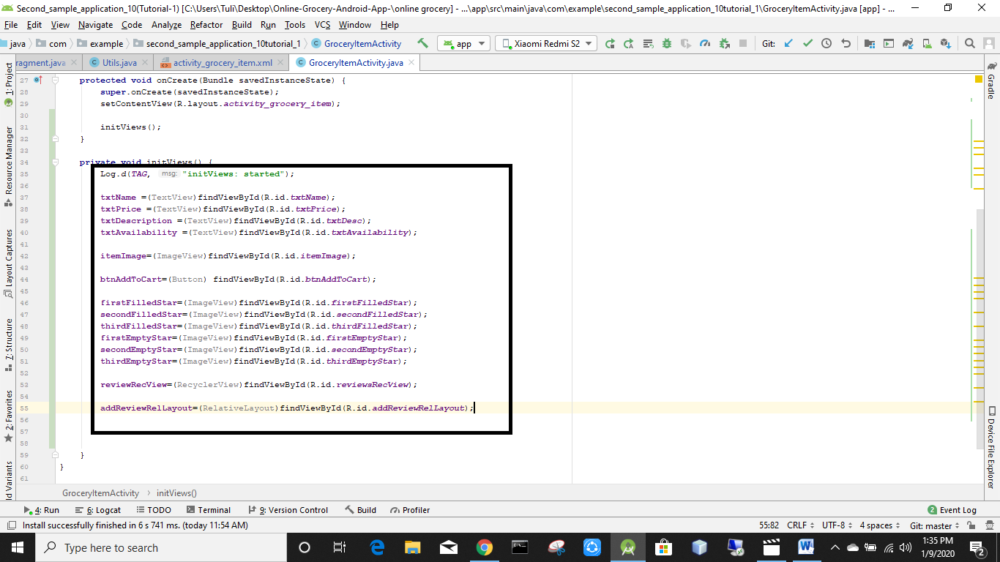 Second_sample_application_10(Tutorial-1) [C:\Users\Tuli\Desktop\Online-Grocery-Android-App-\online grocery] - ...\app\src\main\java\com\example\second_sample_application_10tutorial_1\GroceryItemActivity.java [app] - ...
File Edit View Navigate Code Analyze Refactor Build Run Tools VCS Window Help
java com example second_sample_application_10tutorial_1 GroceryItemActivity app Xiaomi Redmi S2 Git:
ragment.java Utils.java activity_grocery_item.xml GroceryItemActivity.java
1: Project
Resource Manager
Layout Captures
7: Structure
2: Favorites
ld Variants
27 protected void onCreate(Bundle savedInstanceState) {
28 super.onCreate(savedInstanceState);
29 setContentView(R.layout.activity_grocery_item);
30
31 initViews();
32 }
33
34 private void initViews() {
35 Log.d(TAG, msg: "initViews: started");
36
37 txtName =(TextView)findViewById(R.id.txtName);
38 txtPrice =(TextView)findViewById(R.id.txtPrice);
39 txtDescription =(TextView)findViewById(R.id.txtDesc);
40 txtAvailability =(TextView)findViewById(R.id.txtAvailability);
41
42 itemImage=(ImageView)findViewById(R.id.itemImage);
43
44 btnAddToCart=(Button) findViewById(R.id.btnAddToCart);
45
46 firstFilledStar=(ImageView)findViewById(R.id.firstFilledStar);
47 secondFilledStar=(ImageView)findViewById(R.id.secondFilledStar);
48 thirdFilledStar=(ImageView)findViewById(R.id.thirdFilledStar);
49 firstEmptyStar=(ImageView)findViewById(R.id.firstEmptyStar);
50 secondEmptyStar=(ImageView)findViewById(R.id.secondEmptyStar);
51 thirdEmptyStar=(ImageView)findViewById(R.id.thirdEmptyStar);
52
53 reviewRecView=(RecyclerView)findViewById(R.id.reviewsRecView);
54
55 addReviewRelLayout=(RelativeLayout)findViewById(R.id.addReviewRelLayout);
56
57
58
59 }
60 }
61
Gradle
Device File Explorer
GroceryItemActivity initViews()
4: Run 6: Logcat TODO Terminal 9: Version Control Build Profiler 2 Event Log
Install successfully finished in 6 s 741 ms. (today 11:54 AM) 55:82 CRLF UTF-8 4 spaces Git: master
Type here to search
1:35 PM
1/9/2020
2